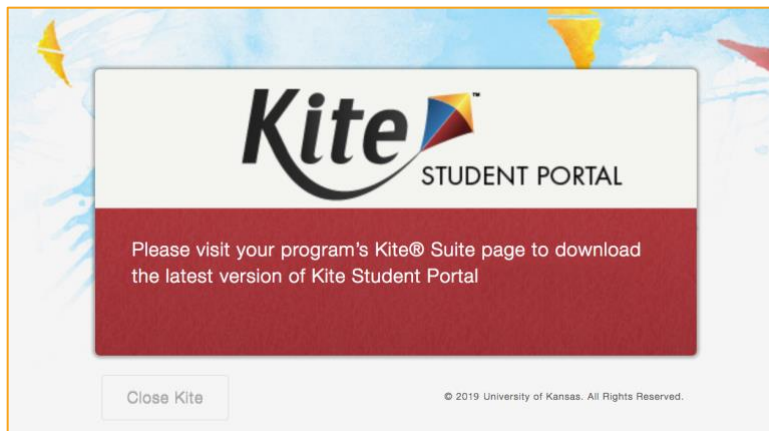 Kite™
STUDENT PORTAL
Please visit your program's Kite® Suite page to download
the latest version of Kite Student Portal
Close Kite
© 2019 University of Kansas. All Rights Reserved.